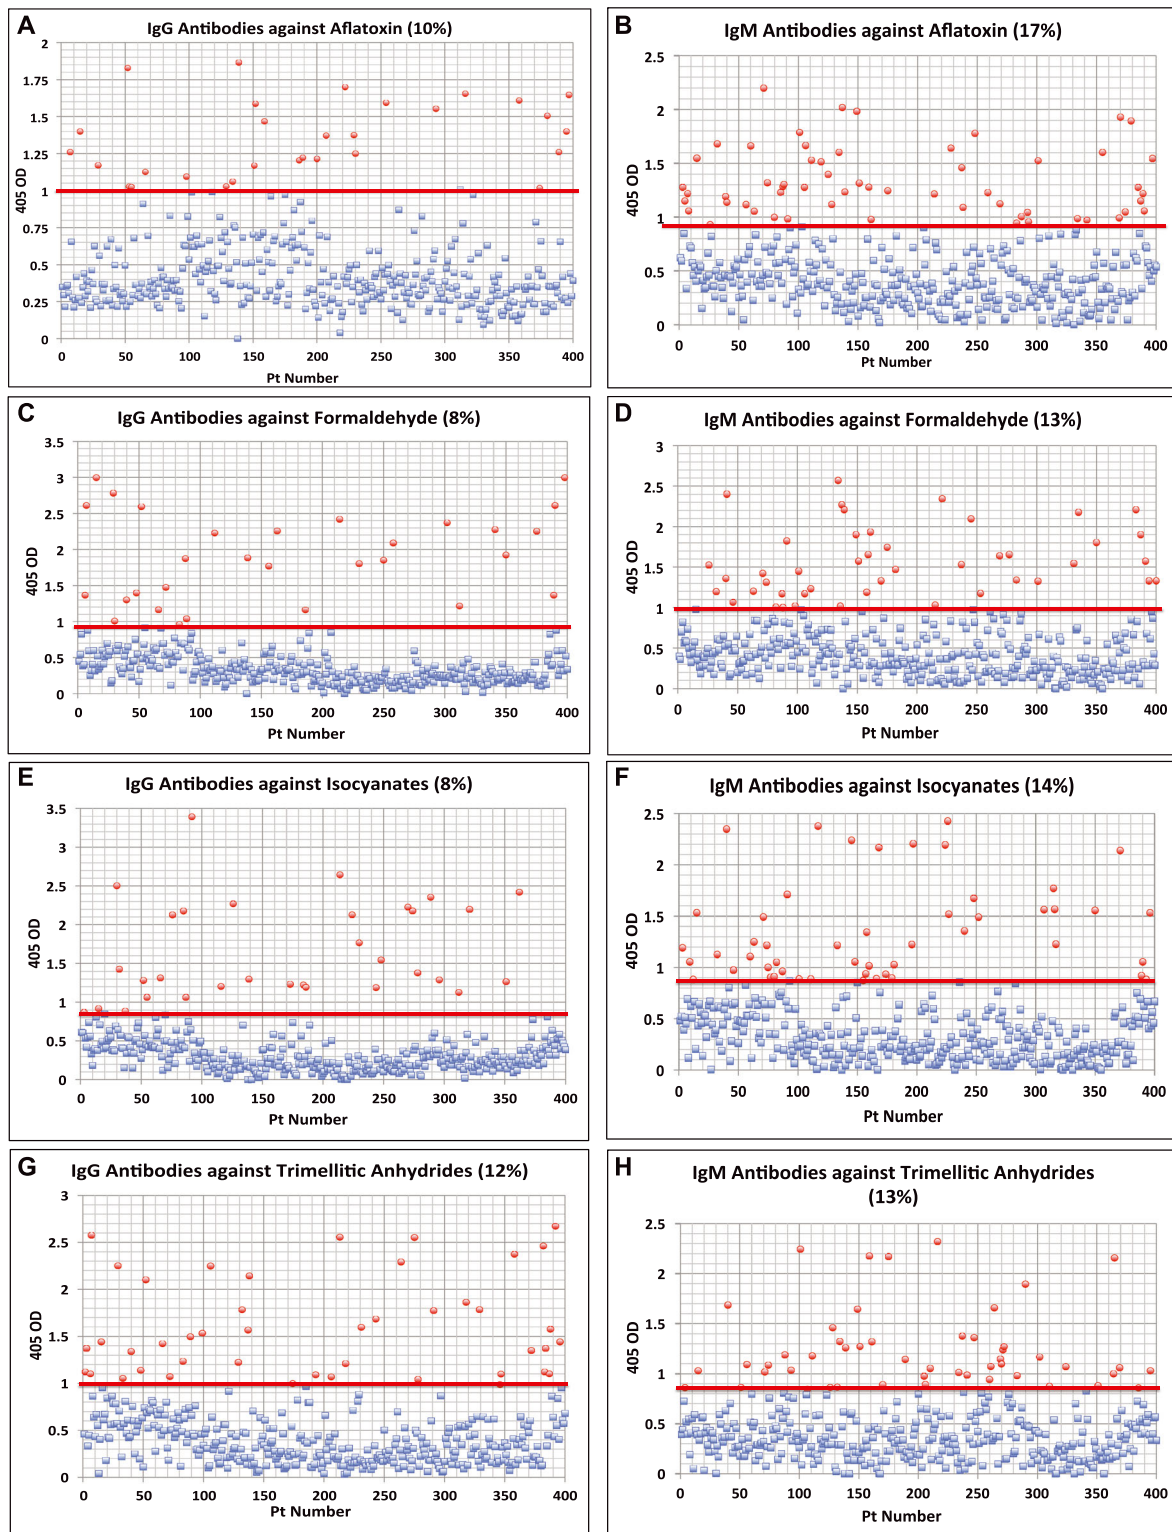 A
IgG Antibodies against Aflatoxin (10%)
2
1.75
1.5
1.25
1
0.75
0.5
0.25
0
405 OD
0 50 100 150 200 250 300 350 400
Pt Number
B
IgM Antibodies against Aflatoxin (17%)
2.5
2
1.5
1
0.5
0
405 OD
0 50 100 150 200 250 300 350 400
Pt Number
C
IgG Antibodies against Formaldehyde (8%)
3.5
3
2.5
2
1.5
1
0.5
0
405 OD
0 50 100 150 200 250 300 350 400
Pt Number
D
IgM Antibodies against Formaldehyde (13%)
3
2.5
2
1.5
1
0.5
0
405 OD
0 50 100 150 200 250 300 350 400
Pt Number
E
IgG Antibodies against Isocyanates (8%)
3.5
3
2.5
2
1.5
1
0.5
0
405 OD
0 50 100 150 200 250 300 350 400
Pt Number
F
IgM Antibodies against Isocyanates (14%)
2.5
2
1.5
1
0.5
0
405 OD
0 50 100 150 200 250 300 350 400
Pt Number
G
IgG Antibodies against Trimellitic Anhydrides (12%)
3
2.5
2
1.5
1
0.5
0
405 OD
0 50 100 150 200 250 300 350 400
Pt Number
H
IgM Antibodies against Trimellitic Anhydrides
(13%)
2.5
2
1.5
1
0.5
0
405 OD
0 50 100 150 200 250 300 350 400
Pt Number